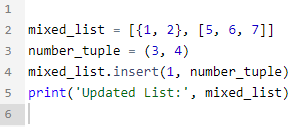 1
2 mixed_list = [{1, 2}, [5, 6, 7]]
3 number_tuple = (3, 4)
4 mixed_list.insert(1, number_tuple)
5 print('Updated List:', mixed_list)
6